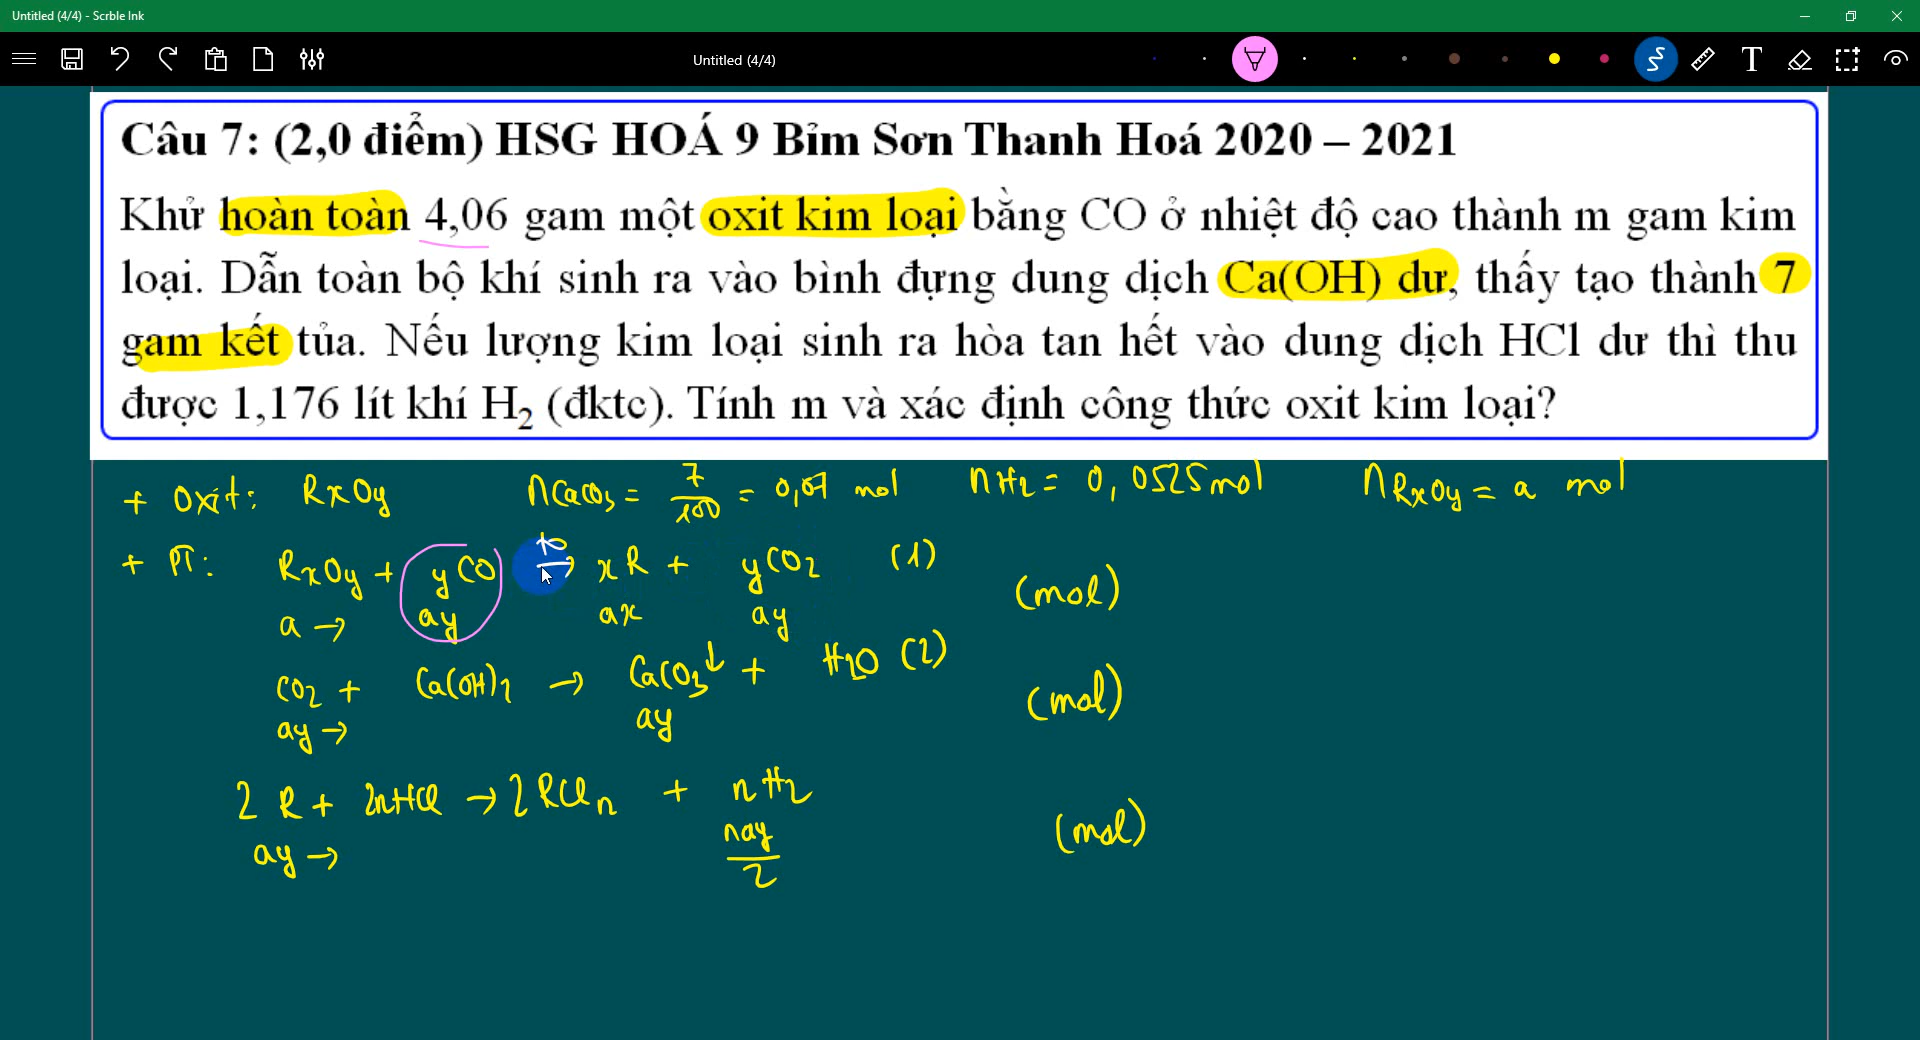 Untitled (4/4) - Scrble Ink
Untitled (4/4)
T
Câu 7: (2,0 điểm) HSG HOÁ 9 Bỉm Sơn Thanh Hoá 2020 – 2021
Khử hoàn toàn 4,06 gam một oxit kim loại bằng CO ở nhiệt độ cao thành m gam kim
loại. Dẫn toàn bộ khí sinh ra vào bình đựng dung dịch Ca(OH) dư, thấy tạo thành 7
gam kết tủa. Nếu lượng kim loại sinh ra hòa tan hết vào dung dịch HCl dư thì thu
được 1,176 lít khí H₂ (đktc). Tính m và xác định công thức oxit kim loại?
+ Oxit: RxOy nCaCO₃ = 7/100 = 0,07 mol nH₂ = 0,0525 mol nRxOy = a mol
+ PT: RxOy + yCO t° → xR + yCO₂ (1)
a → ay ax ay (mol)
CO₂ + Ca(OH)₂ → CaCO₃↓ + H₂O (2)
ay → ay (mol)
2R + 2nHCl → 2RCln + nH₂
ay → nay/2 (mol)